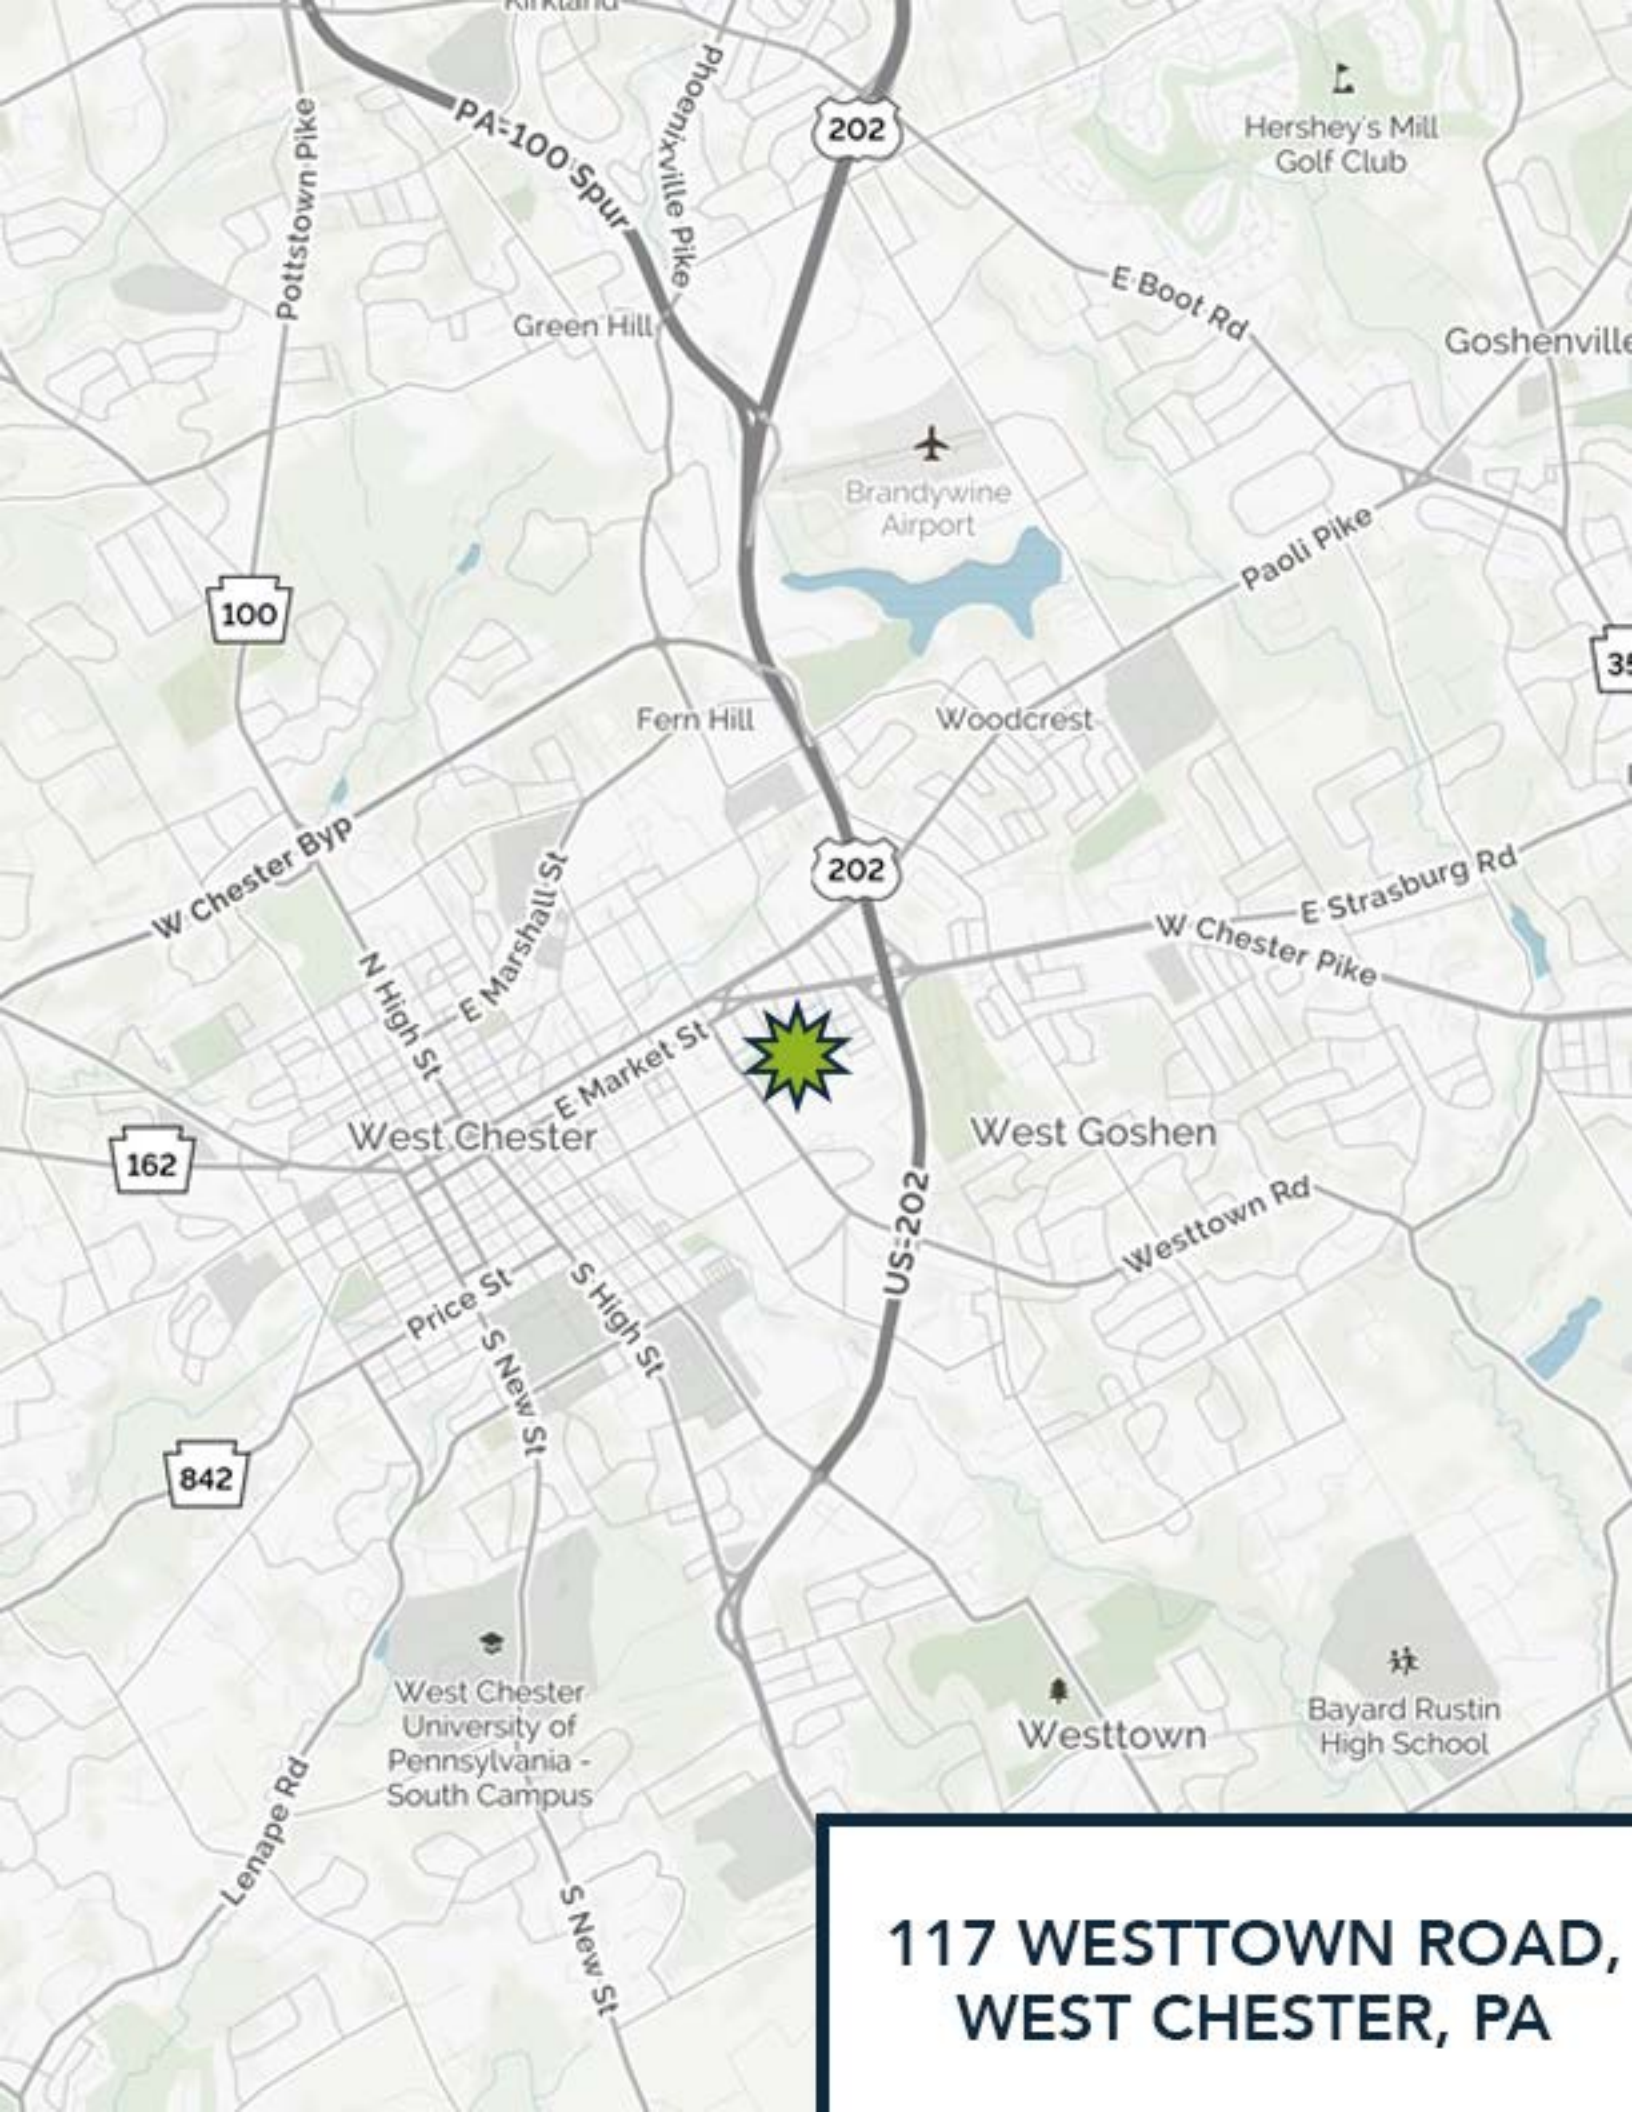 Kirkland
PA-100 Spur
Phoenixville Pike
202
Hershey's Mill
Golf Club
Pottstown Pike
E Boot Rd
Green Hill
Goshenville
Brandywine
Airport
Paoli Pike
100
Fern Hill
Woodcrest
W Chester Byp
202
E Strasburg Rd
W Chester Pike
E Marshall St
N High St
E Market St
West Chester
West Goshen
162
US-202
Westtown Rd
Price St
S High St
S New St
842
West Chester
University of
Pennsylvania -
South Campus
Westtown
Bayard Rustin
High School
Lenape Rd
S New St
117 WESTTOWN ROAD,
WEST CHESTER, PA